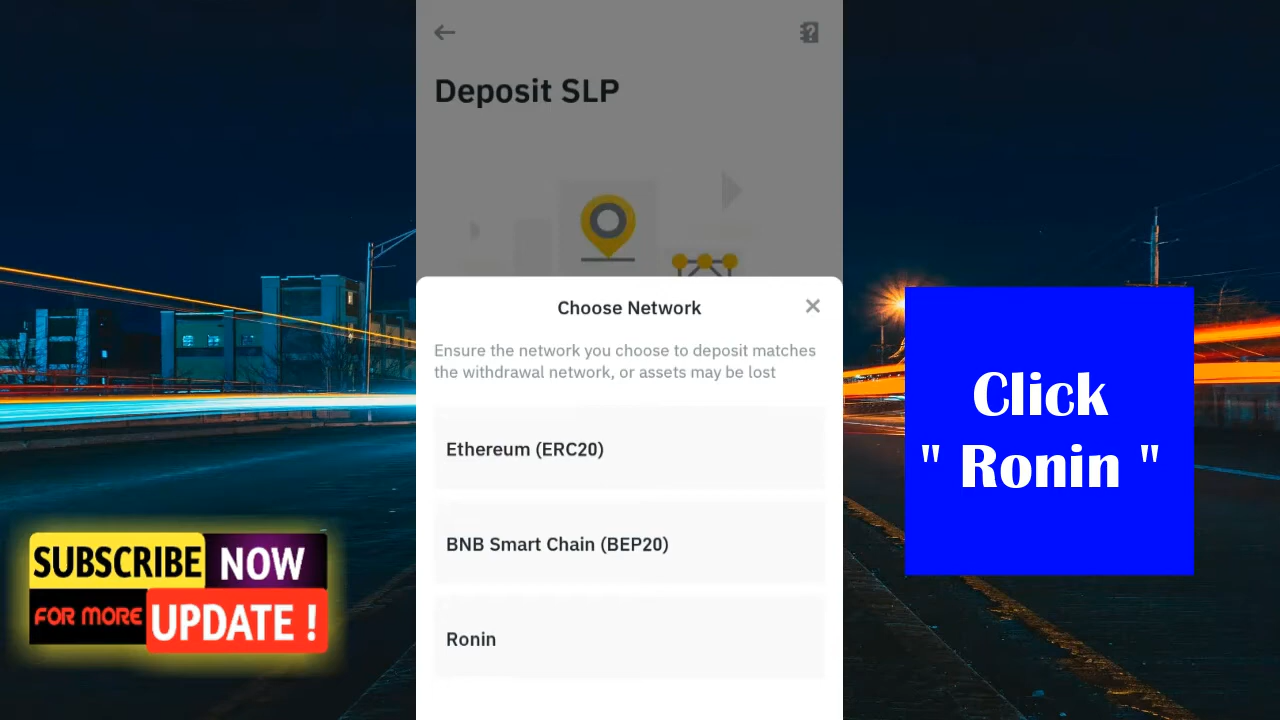 Deposit SLP
Choose Network
Ensure the network you choose to deposit matches
the withdrawal network, or assets may be lost
Ethereum (ERC20)
BNB Smart Chain (BEP20)
Ronin
Click
" Ronin "
SUBSCRIBE NOW
FOR MORE UPDATE !